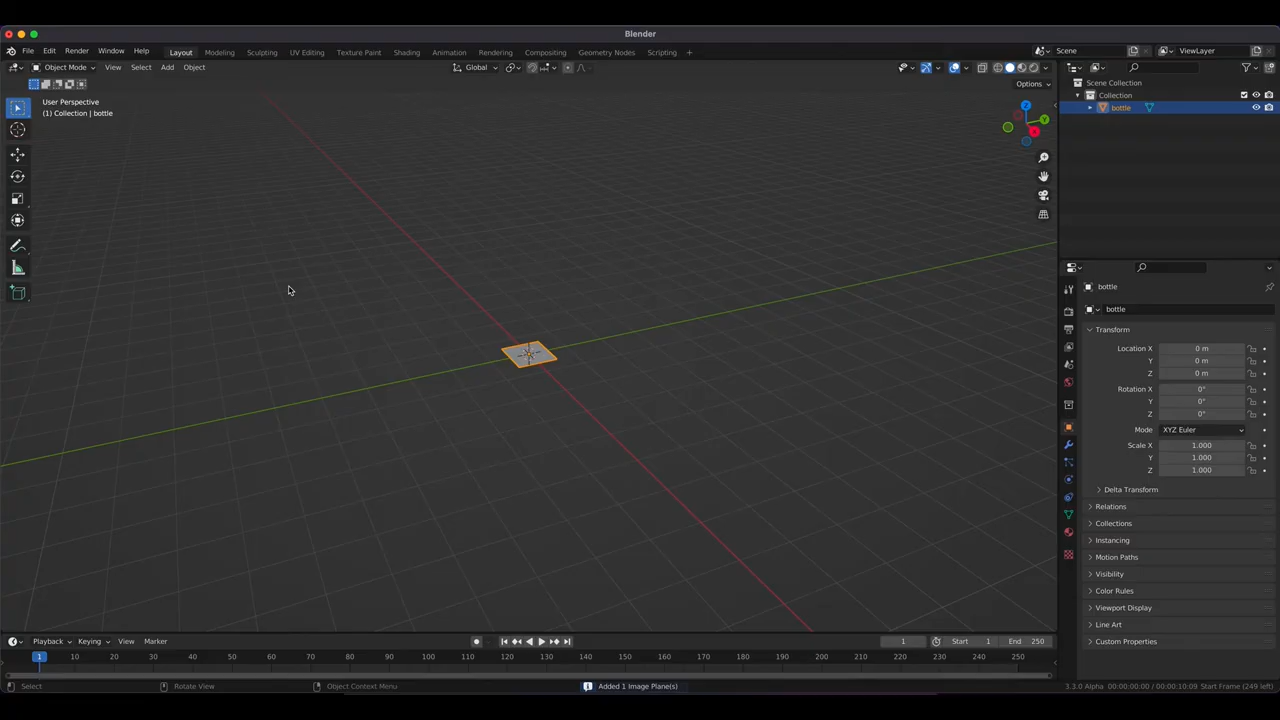 Blender
File Edit Render Window Help Layout Modeling Sculpting UV Editing Texture Paint Shading Animation Rendering Compositing Geometry Nodes Scripting + Scene ViewLayer
Object Mode View Select Add Object Global
Options
User Perspective
(1) Collection | bottle
Z
Y
X
Scene Collection
Collection
bottle
bottle
bottle
Transform
Location X 0 m
Y 0 m
Z 0 m
Rotation X 0°
Y 0°
Z 0°
Mode XYZ Euler
Scale X 1.000
Y 1.000
Z 1.000
Delta Transform
Relations
Collections
Instancing
Motion Paths
Visibility
Color Rules
Viewport Display
Line Art
Custom Properties
Playback Keying View Marker 1 Start 1 End 250
1 10 20 30 40 50 60 70 80 90 100 110 120 130 140 150 160 170 180 190 200 210 220 230 240 250
Select Rotate View Object Context Menu Added 1 Image Plane(s) 3.3.0 Alpha 00:00:00:00 / 00:00:10:09 Start Frame (249 left)